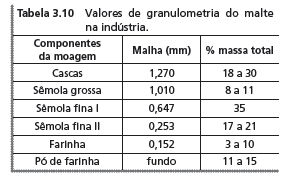 Tabela 3.10 Valores de granulometria do malte
na indústria.
Componentes
da moagem Malha (mm) % massa total
Cascas 1,270 18 a 30
Sêmola grossa 1,010 8 a 11
Sêmola fina I 0,647 35
Sêmola fina II 0,253 17 a 21
Farinha 0,152 3 a 10
Pó de farinha fundo 11 a 15